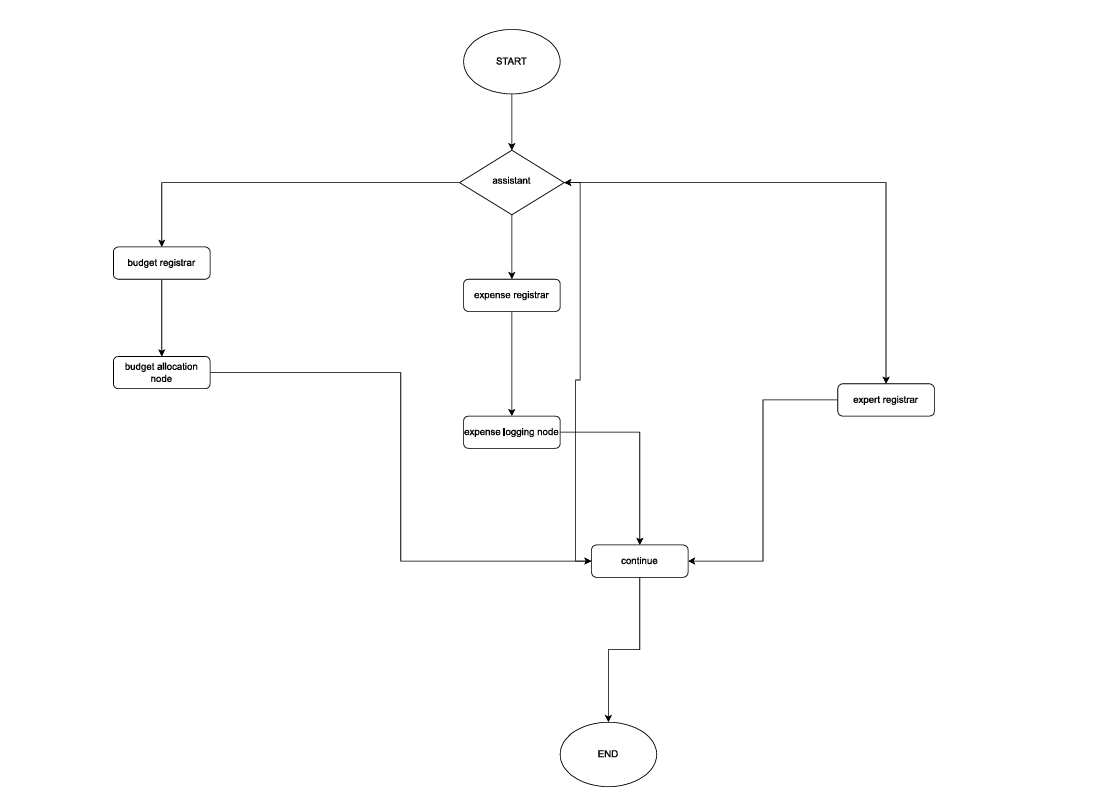 START
assistant
budget registrar
expense registrar
budget allocation
node
expert registrar
expense logging node
continue
END